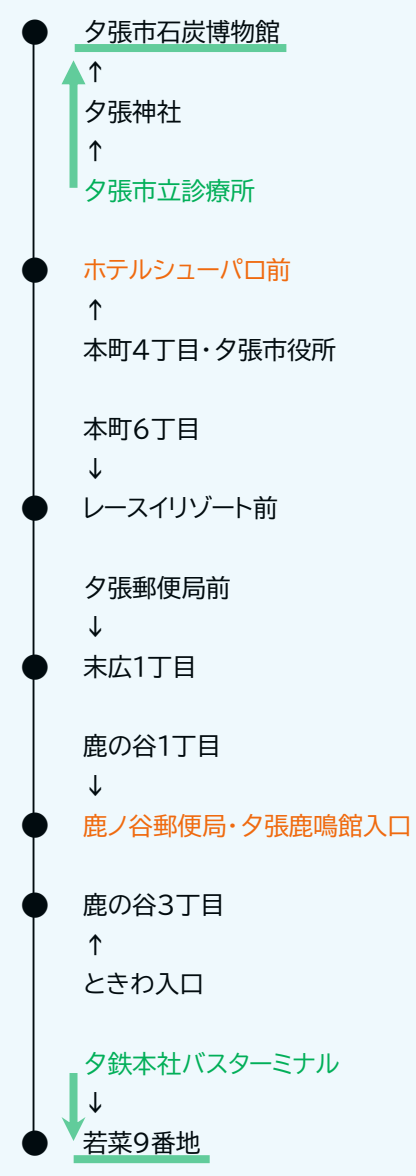 夕張市石炭博物館
↑
夕張神社
↑
夕張市立診療所
ホテルシューパロ前
↑
本町4丁目・夕張市役所
本町6丁目
↓
レースイリゾート前
夕張郵便局前
↓
末広1丁目
鹿の谷1丁目
↓
鹿ノ谷郵便局・夕張鹿鳴館入口
鹿の谷3丁目
↑
ときわ入口
夕鉄本社バスターミナル
↓
若菜9番地